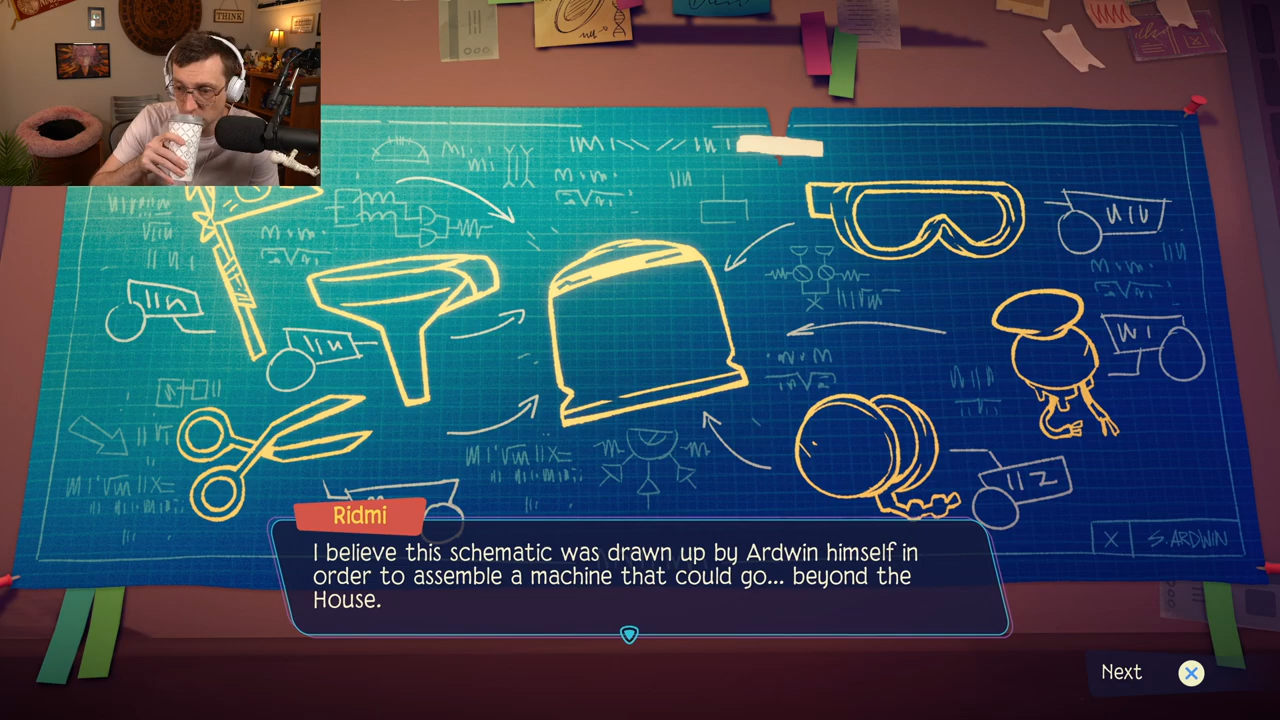 THINK
S. ARDWIN
Ridmi
I believe this schematic was drawn up by Ardwin himself in
order to assemble a machine that could go... beyond the
House.
Next